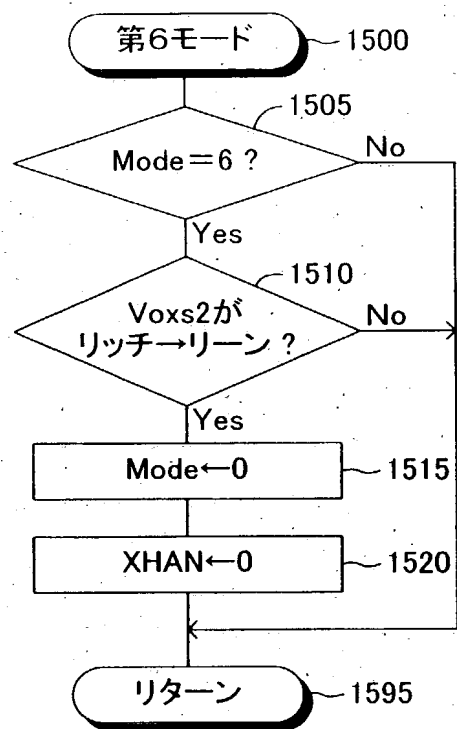 第6モード
1500
1505
Mode=6 ?
No
Yes
1510
Voxs2が
リッチ→リーン ?
No
Yes
Mode←0
1515
XHAN←0
1520
リターン
1595